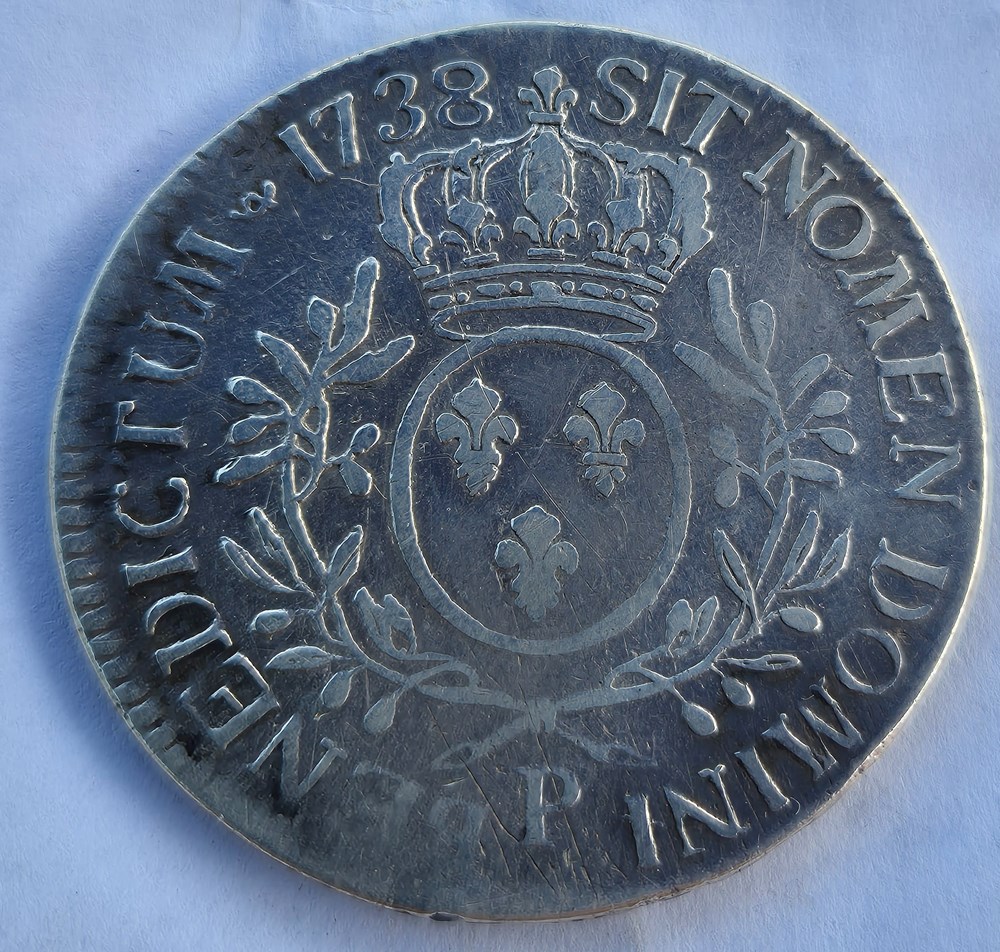 SIT NOMEN DOMINI
P
BENEDICTUM
1738